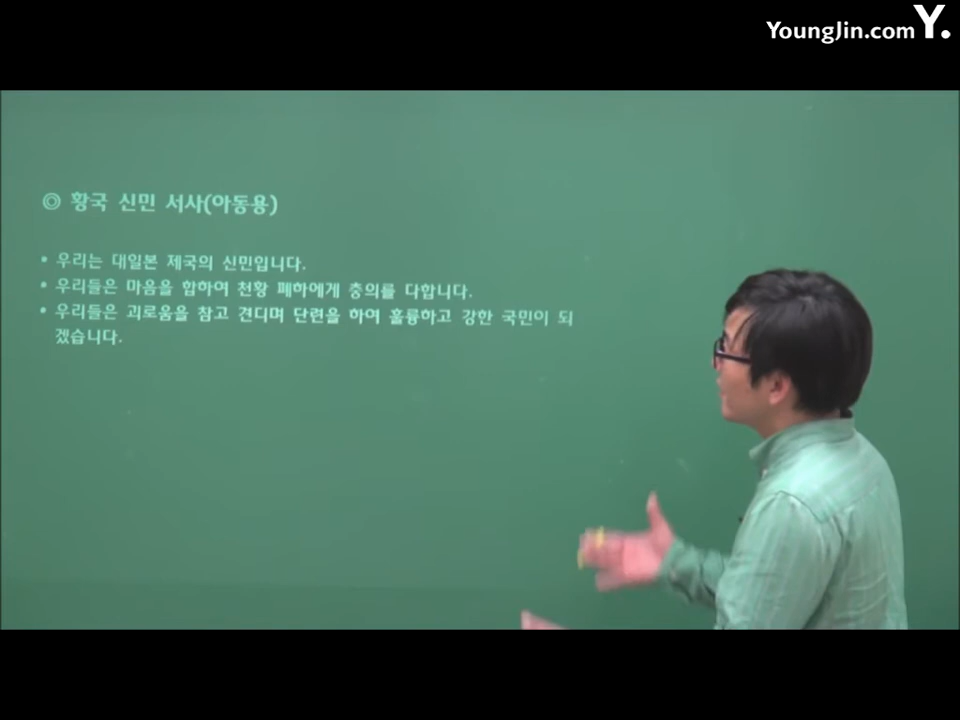 YoungJin.com Y.
◎ 황국 신민 서사(아동용)
• 우리는 대일본 제국의 신민입니다.
• 우리들은 마음을 합하여 천황 폐하에게 충의를 다합니다.
• 우리들은 괴로움을 참고 견디며 단련을 하여 훌륭하고 강한 국민이 되
겠습니다.